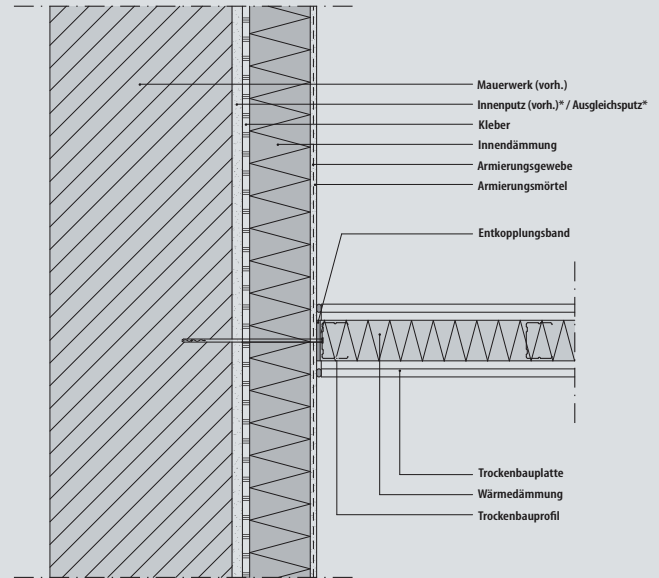 Mauerwerk (vorh.)
Innenputz (vorh.)* / Ausgleichsputz*
Kleber
Innendämmung
Armierungsgewebe
Armierungsmörtel
Entkopplungsband
Trockenbauplatte
Wärmedämmung
Trockenbauprofil